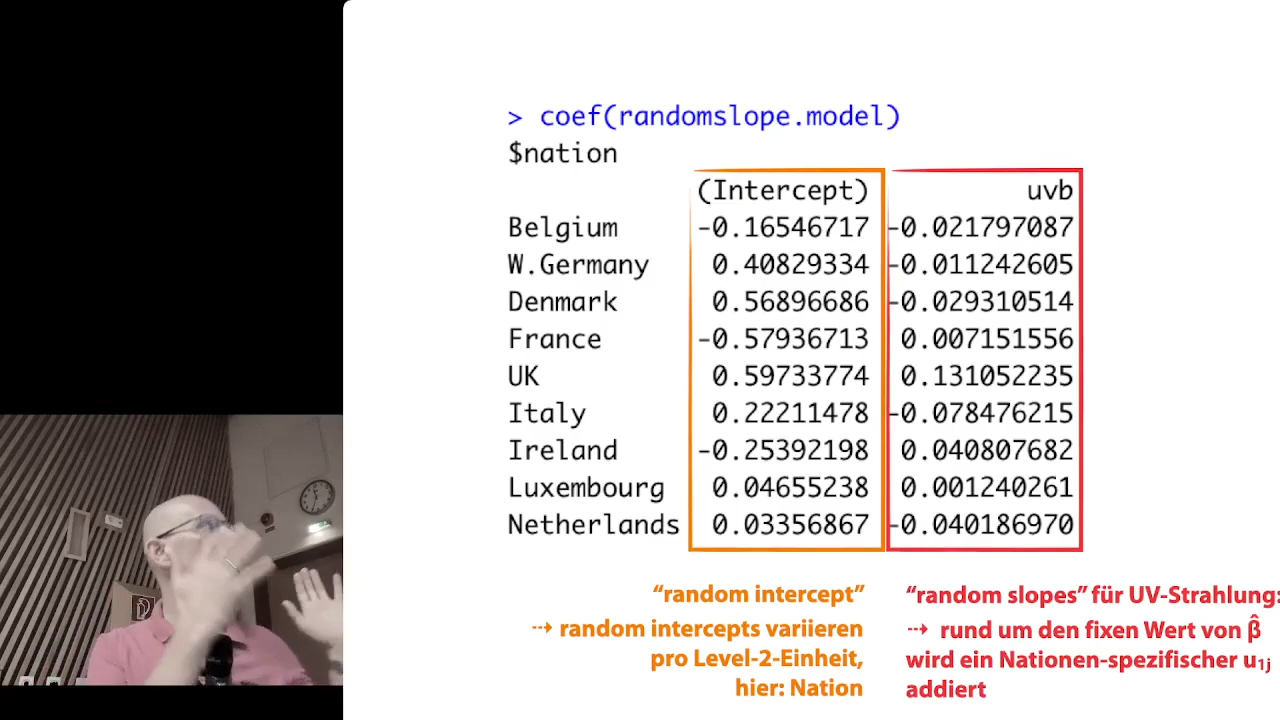 > coef(randomslope.model)
$nation
(Intercept) uvb
Belgium -0.16546717 -0.021797087
W.Germany 0.40829334 -0.011242605
Denmark 0.56896686 -0.029310514
France -0.57936713 0.007151556
UK 0.59733774 0.131052235
Italy 0.22211478 -0.078476215
Ireland -0.25392198 0.040807682
Luxembourg 0.04655238 0.001240261
Netherlands 0.03356867 -0.040186970
“random intercept”
⇢ random intercepts variieren
pro Level-2-Einheit,
hier: Nation
“random slopes” für UV-Strahlung:
⇢ rund um den fixen Wert von β̂
wird ein Nationen-spezifischer u₁ⱼ
addiert